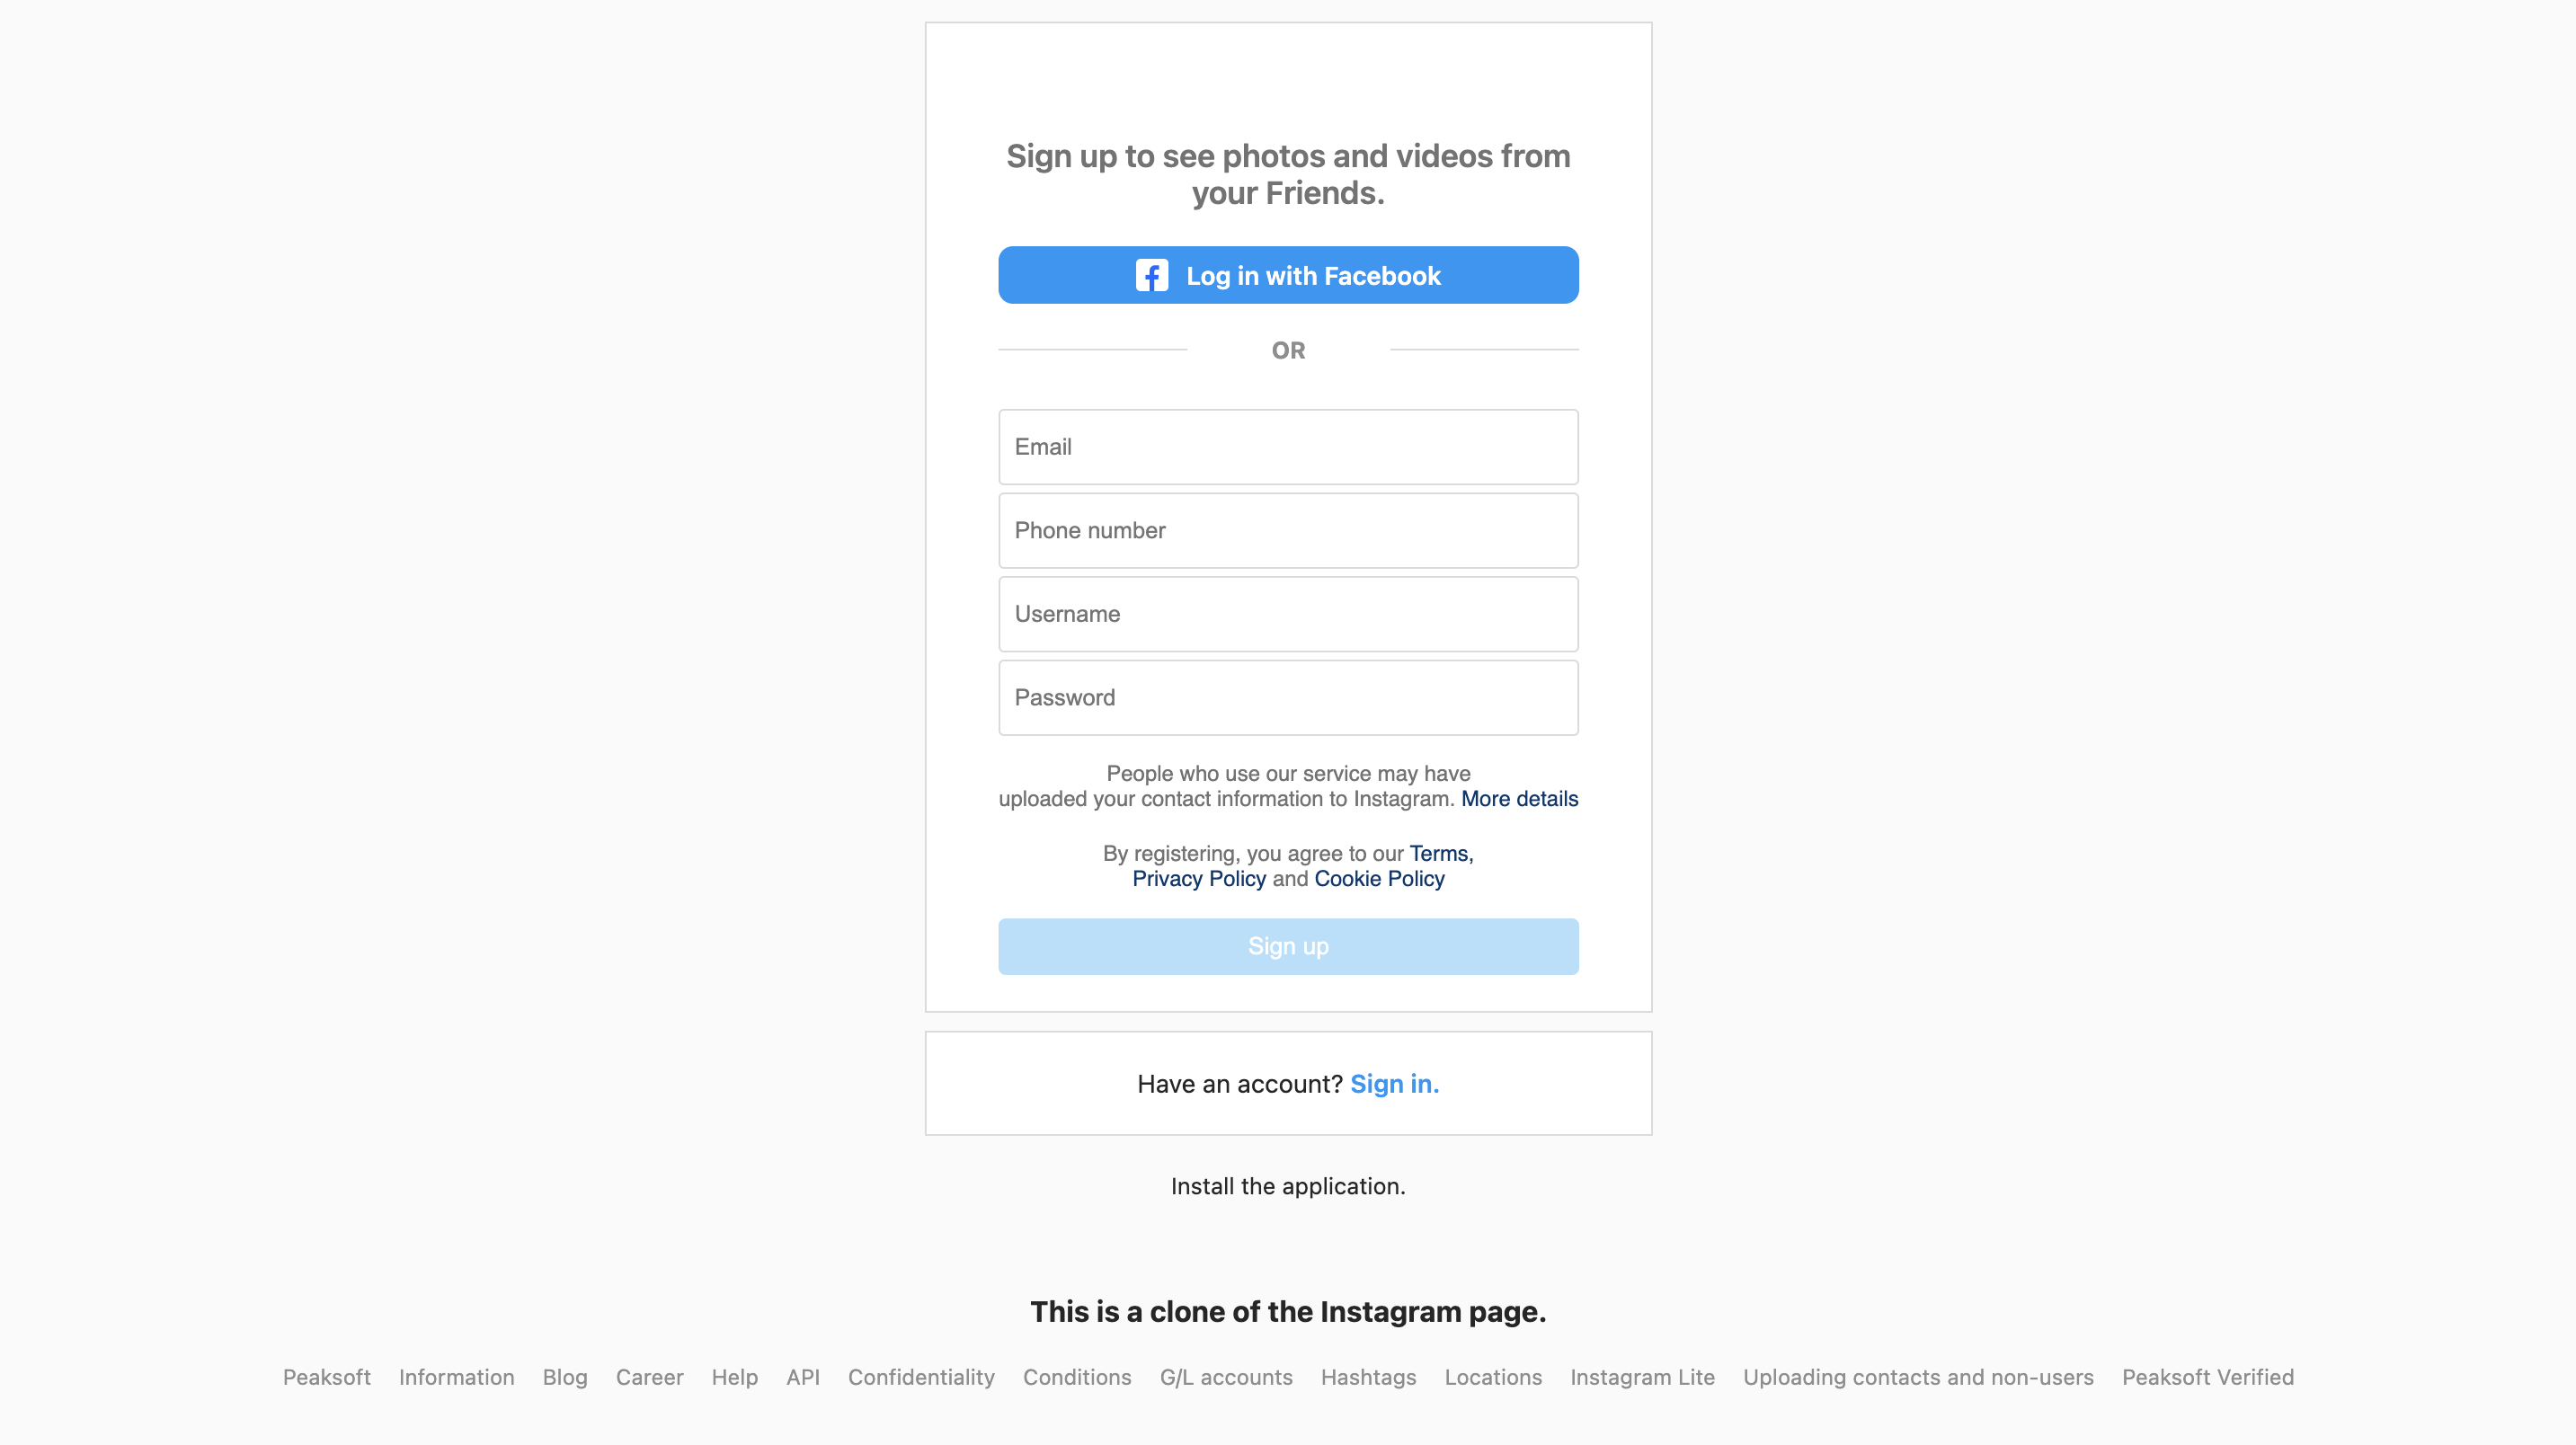 Sign up to see photos and videos from
your Friends.
Log in with Facebook
OR
Email
Phone number
Username
Password
People who use our service may have
uploaded your contact information to Instagram. More details
By registering, you agree to our Terms,
Privacy Policy and Cookie Policy
Sign up
Have an account? Sign in.
Install the application.
This is a clone of the Instagram page.
Peaksoft Information Blog Career Help API Confidentiality Conditions G/L accounts Hashtags Locations Instagram Lite Uploading contacts and non-users Peaksoft Verified